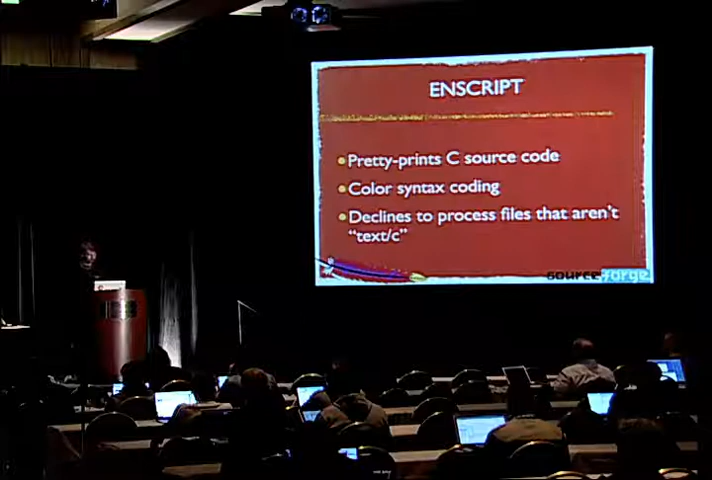 ENSCRIPT
Pretty-prints C source code
Color syntax coding
Declines to process files that aren't
"text/c"
sourceforge